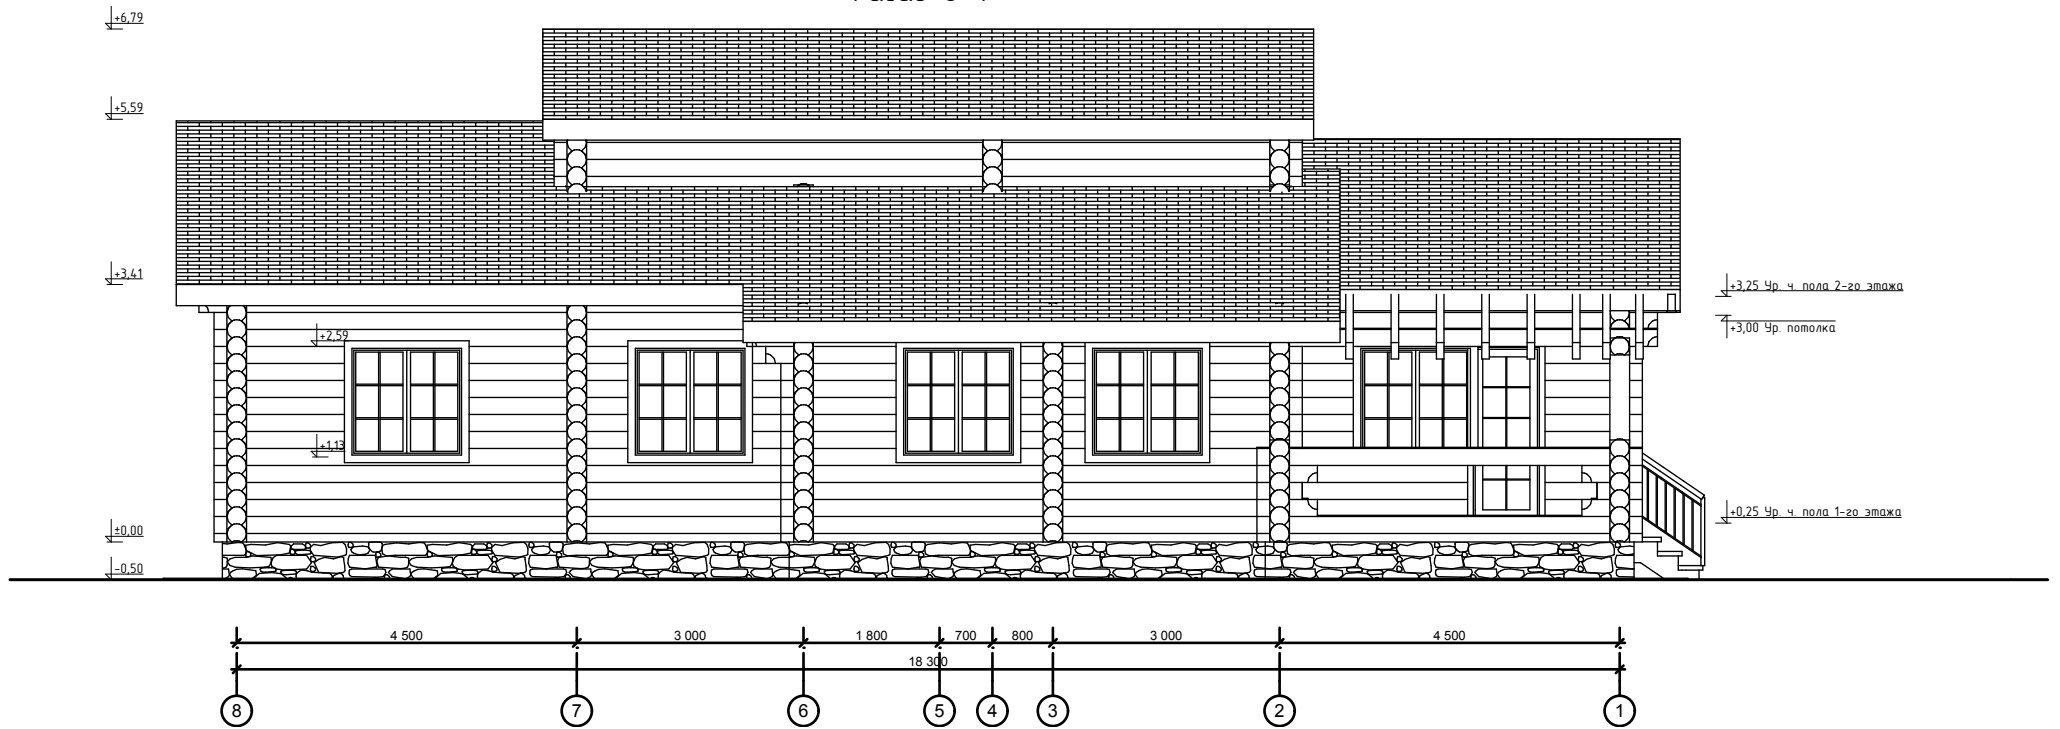 +6,79
+5,59
+3,41
+3,25 Ур. ч. пола 2-го этажа
+3,00 Ур. потолка
+2,59
+1,13
+0,25 Ур. ч. пола 1-го этажа
±0,00
-0,50
4 500 3 000 1 800 700 800 3 000 4 500
18 300
8 7 6 5 4 3 2 1